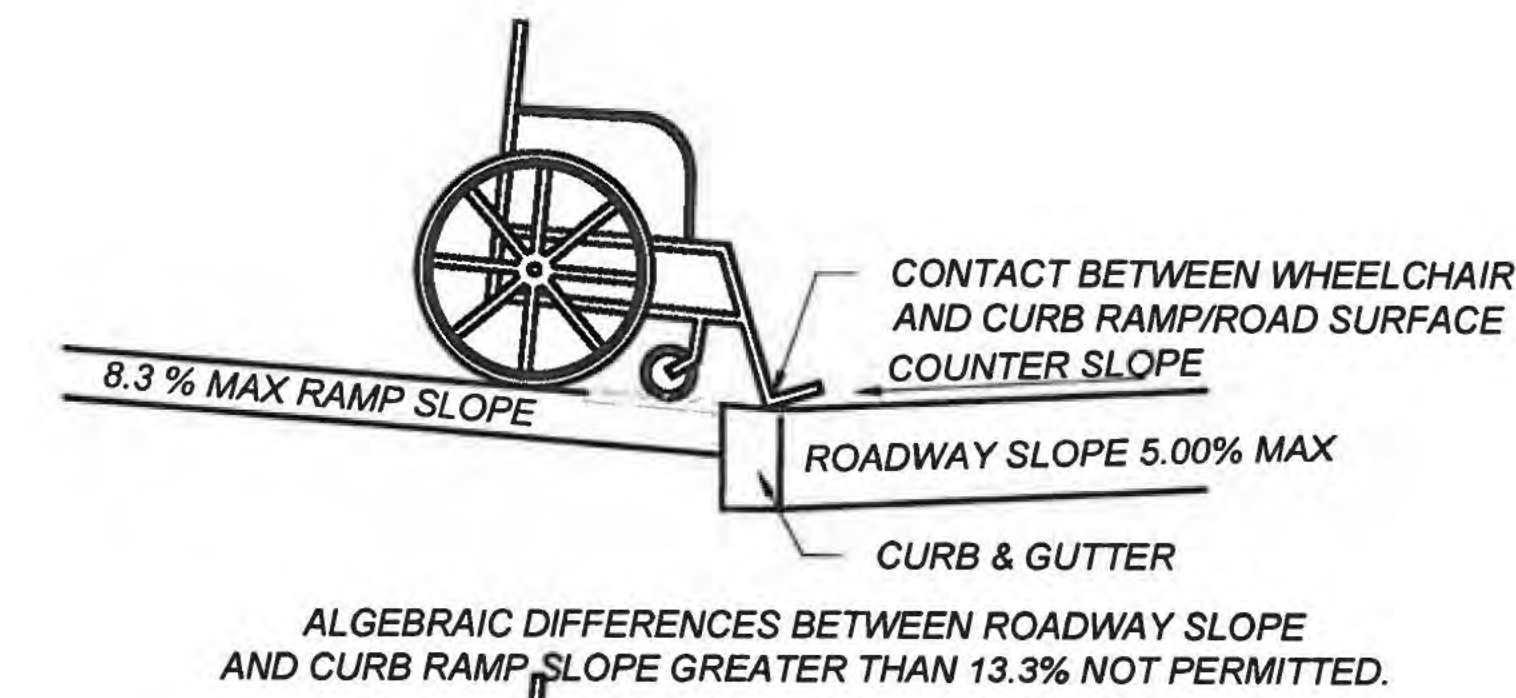 CONTACT BETWEEN WHEELCHAIR
AND CURB RAMP/ROAD SURFACE
COUNTER SLOPE
8.3 % MAX RAMP SLOPE
ROADWAY SLOPE 5.00% MAX
CURB & GUTTER
ALGEBRAIC DIFFERENCES BETWEEN ROADWAY SLOPE
AND CURB RAMP SLOPE GREATER THAN 13.3% NOT PERMITTED.